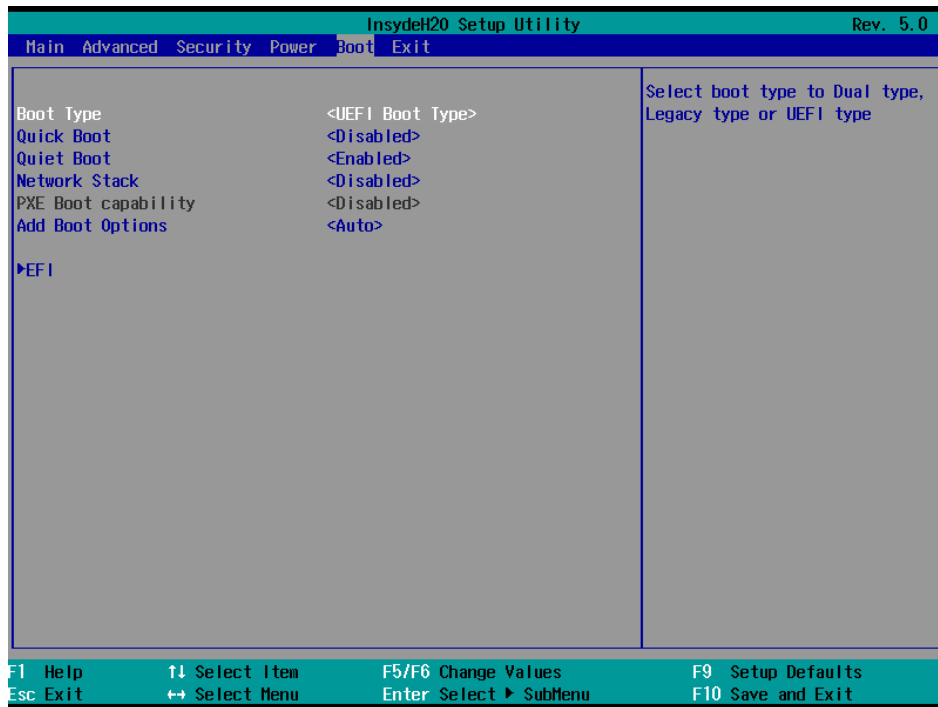 InsydeH20 Setup Utility Rev. 5.0
Main Advanced Security Power Boot Exit
Boot Type <UEFI Boot Type>
Quick Boot <Disabled>
Quiet Boot <Enabled>
Network Stack <Disabled>
PXE Boot capability <Disabled>
Add Boot Options <Auto>
▶EFI
Select boot type to Dual type,
Legacy type or UEFI type
F1 Help ↑↓ Select Item F5/F6 Change Values F9 Setup Defaults
Esc Exit ←→ Select Menu Enter Select ▶ SubMenu F10 Save and Exit